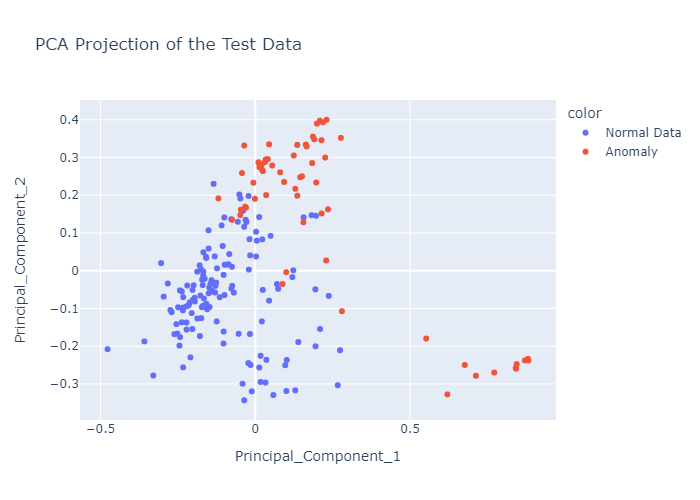 PCA Projection of the Test Data
color
Normal Data
Anomaly
0.4
0.3
0.2
0.1
0
−0.1
−0.2
−0.3
Principal_Component_2
−0.5
0
0.5
Principal_Component_1